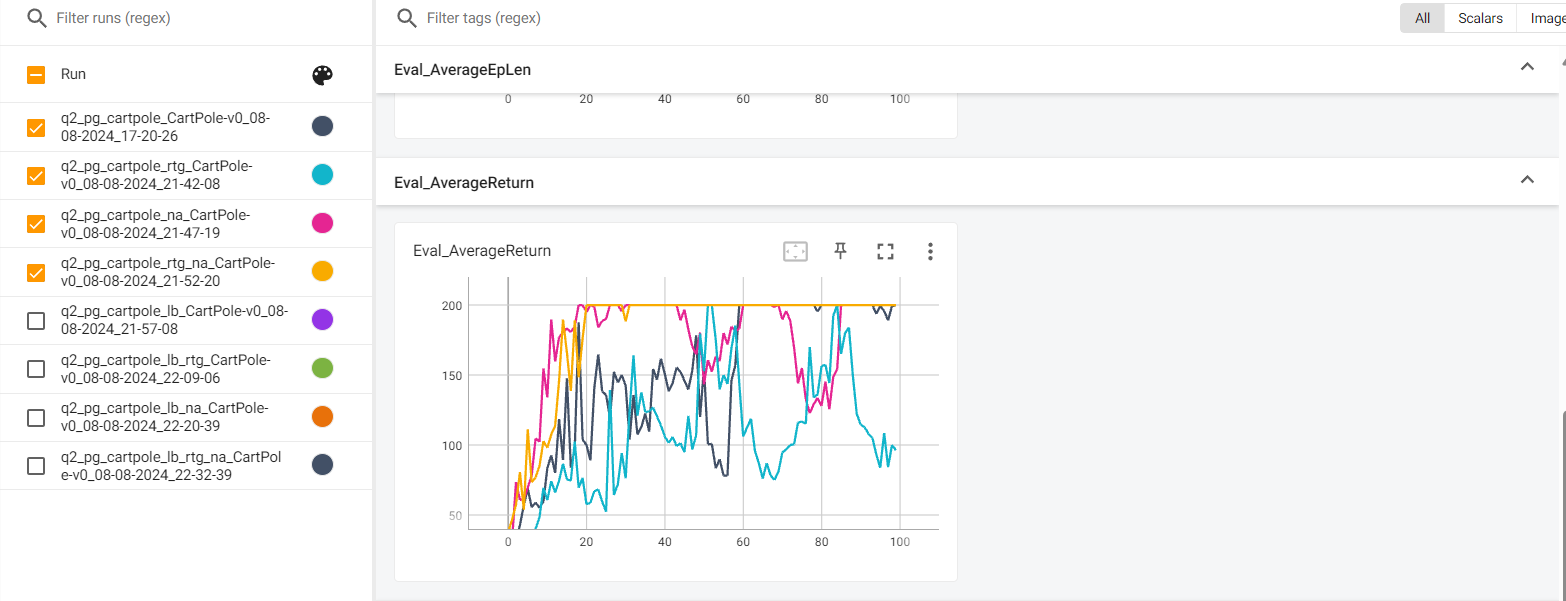 Filter runs (regex)
Filter tags (regex)
All
Scalars
Image
Run
q2_pg_cartpole_CartPole-v0_08-
08-2024_17-20-26
q2_pg_cartpole_rtg_CartPole-
v0_08-08-2024_21-42-08
q2_pg_cartpole_na_CartPole-
v0_08-08-2024_21-47-19
q2_pg_cartpole_rtg_na_CartPole-
v0_08-08-2024_21-52-20
q2_pg_cartpole_lb_CartPole-v0_08-
08-2024_21-57-08
q2_pg_cartpole_lb_rtg_CartPole-
v0_08-08-2024_22-09-06
q2_pg_cartpole_lb_na_CartPole-
v0_08-08-2024_22-20-39
q2_pg_cartpole_lb_rtg_na_CartPol
e-v0_08-08-2024_22-32-39
Eval_AverageEpLen
0 20 40 60 80 100
Eval_AverageReturn
Eval_AverageReturn
200
150
100
50
0 20 40 60 80 100